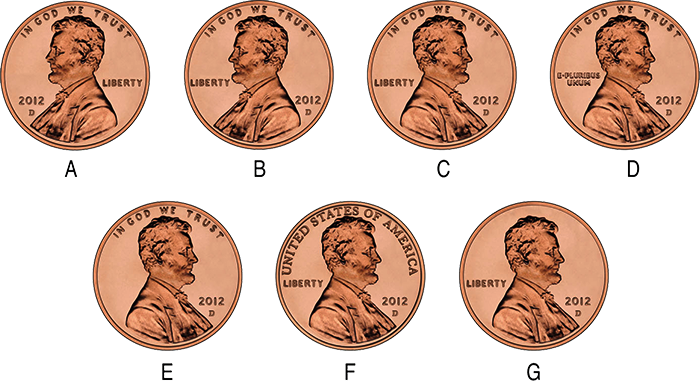 IN GOD WE TRUST
LIBERTY
2012
D
A
IN GOD WE TRUST
LIBERTY
2012
D
B
IN GOD WE TRUST
LIBERTY
2012
D
C
IN GOD WE TRUST
E·PLURIBUS
UNUM
2012
D
D
IN GOD WE TRUST
2012
D
E
UNITED STATES OF AMERICA
LIBERTY
2012
D
F
LIBERTY
2012
D
G